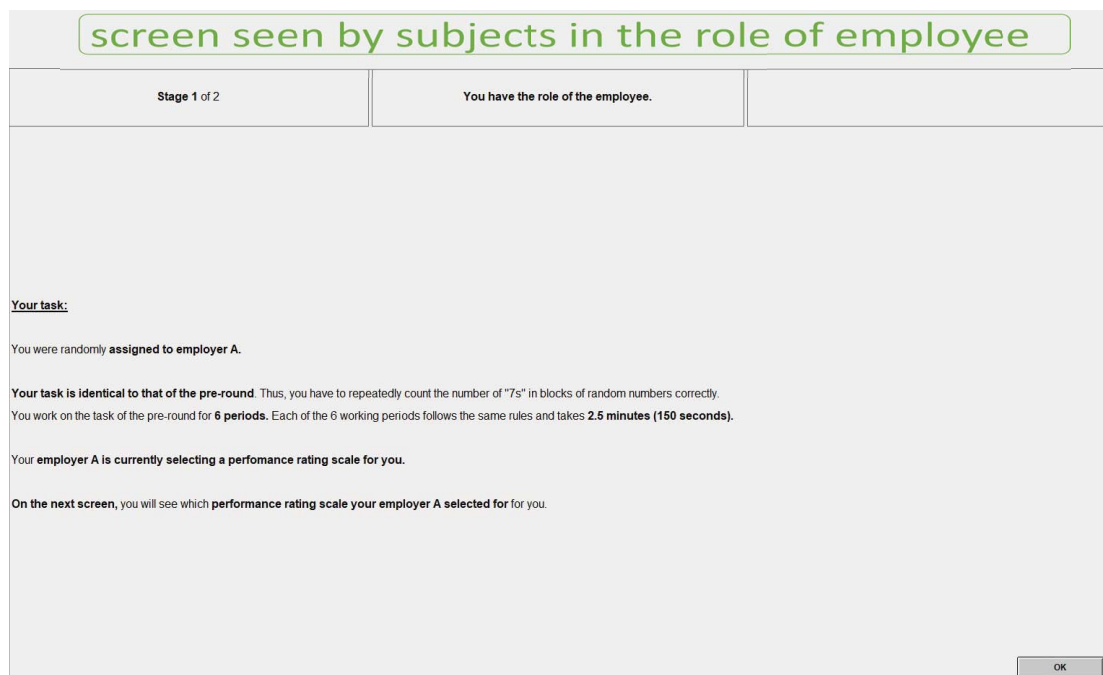 screen seen by subjects in the role of employee
Stage 1 of 2
You have the role of the employee.
Your task:
You were randomly assigned to employer A.
Your task is identical to that of the pre-round. Thus, you have to repeatedly count the number of "7s" in blocks of random numbers correctly.
You work on the task of the pre-round for 6 periods. Each of the 6 working periods follows the same rules and takes 2.5 minutes (150 seconds).
Your employer A is currently selecting a perfomance rating scale for you.
On the next screen, you will see which performance rating scale your employer A selected for for you.
OK